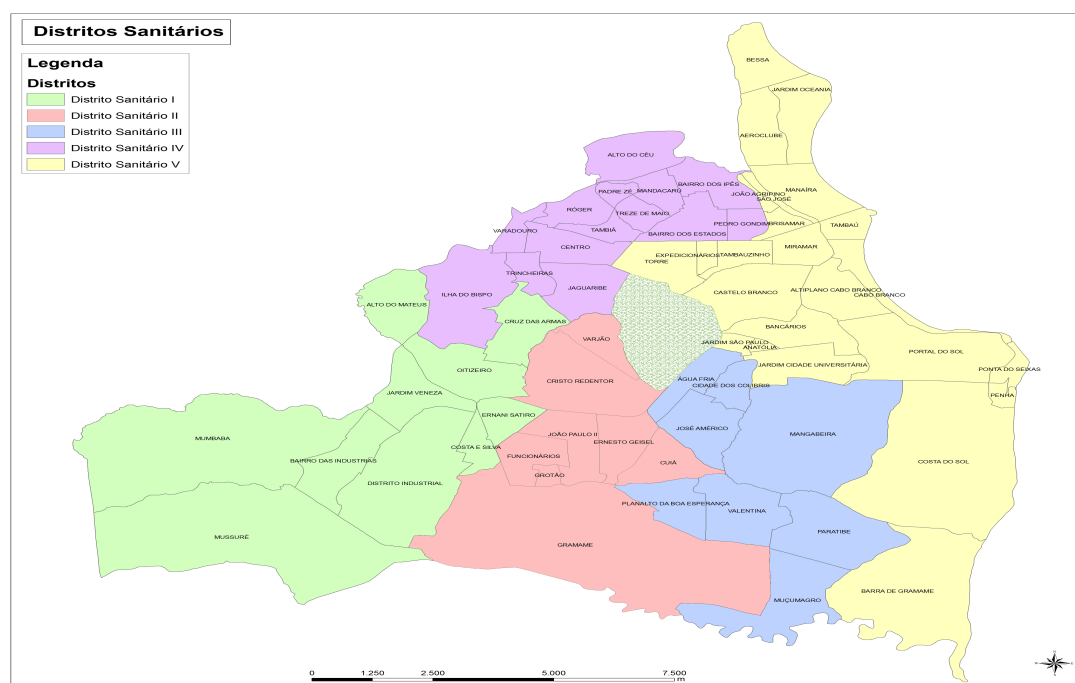 Distritos Sanitários
Legenda
Distritos
Distrito Sanitário I
Distrito Sanitário II
Distrito Sanitário III
Distrito Sanitário IV
Distrito Sanitário V
BESSA
JARDIM OCEANIA
AEROCLUBE
ALTO DO CÉU
BAIRRO DOS IPÊS
PADRE ZÉ
MANDACARÚ
JOÃO AGRIPINO
MANAÍRA
SÃO JOSÉ
RÓGER
TREZE DE MAIO
PEDRO GONDIM
BRISAMAR
TAMBAÚ
VARADOURO
TAMBIÁ
BAIRRO DOS ESTADOS
CENTRO
MIRAMAR
EXPEDICIONÁRIOS
TAMBAUZINHO
TORRE
TRINCHEIRAS
JAGUARIBE
ILHA DO BISPO
CASTELO BRANCO
ALTIPLANO CABO BRANCO
CABO BRANCO
ALTO DO MATEUS
CRUZ DAS ARMAS
BANCÁRIOS
VARJÃO
JARDIM SÃO PAULO
ANATÓLIA
PORTAL DO SOL
JARDIM CIDADE UNIVERSITÁRIA
PONTA DO SEIXAS
OITIZEIRO
CRISTO REDENTOR
ÁGUA FRIA
CIDADE DOS COLIBRIS
PENHA
JARDIM VENEZA
ERNANI SATIRO
JOSÉ AMÉRICO
MANGABEIRA
MUMBABA
JOÃO PAULO II
ERNESTO GEISEL
COSTA E SILVA
FUNCIONÁRIOS
CUIÁ
COSTA DO SOL
BAIRRO DAS INDUSTRIAS
GROTÃO
DISTRITO INDUSTRIAL
PLANALTO DA BOA ESPERANÇA
VALENTINA
PARATIBE
MUSSURÉ
GRAMAME
BARRA DE GRAMAME
MUÇUMAGRO
0 1.250 2.500 5.000 7.500
m